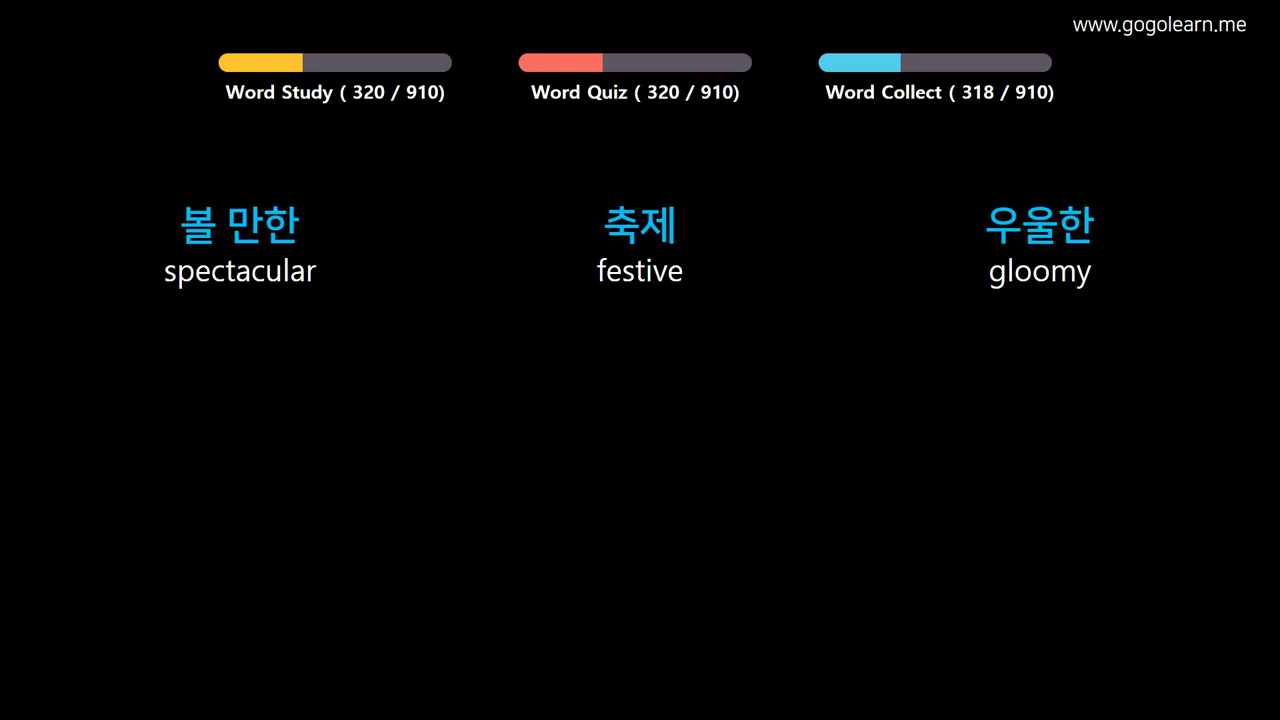 www.gogolearn.me
Word Study ( 320 / 910)
Word Quiz ( 320 / 910)
Word Collect ( 318 / 910)
볼 만한
spectacular
축제
festive
우울한
gloomy